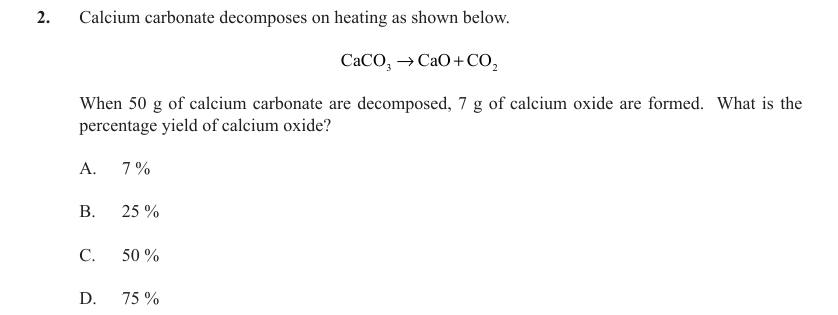 2. Calcium carbonate decomposes on heating as shown below.
CaCO₃ → CaO + CO₂
When 50 g of calcium carbonate are decomposed, 7 g of calcium oxide are formed. What is the
percentage yield of calcium oxide?
A. 7 %
B. 25 %
C. 50 %
D. 75 %